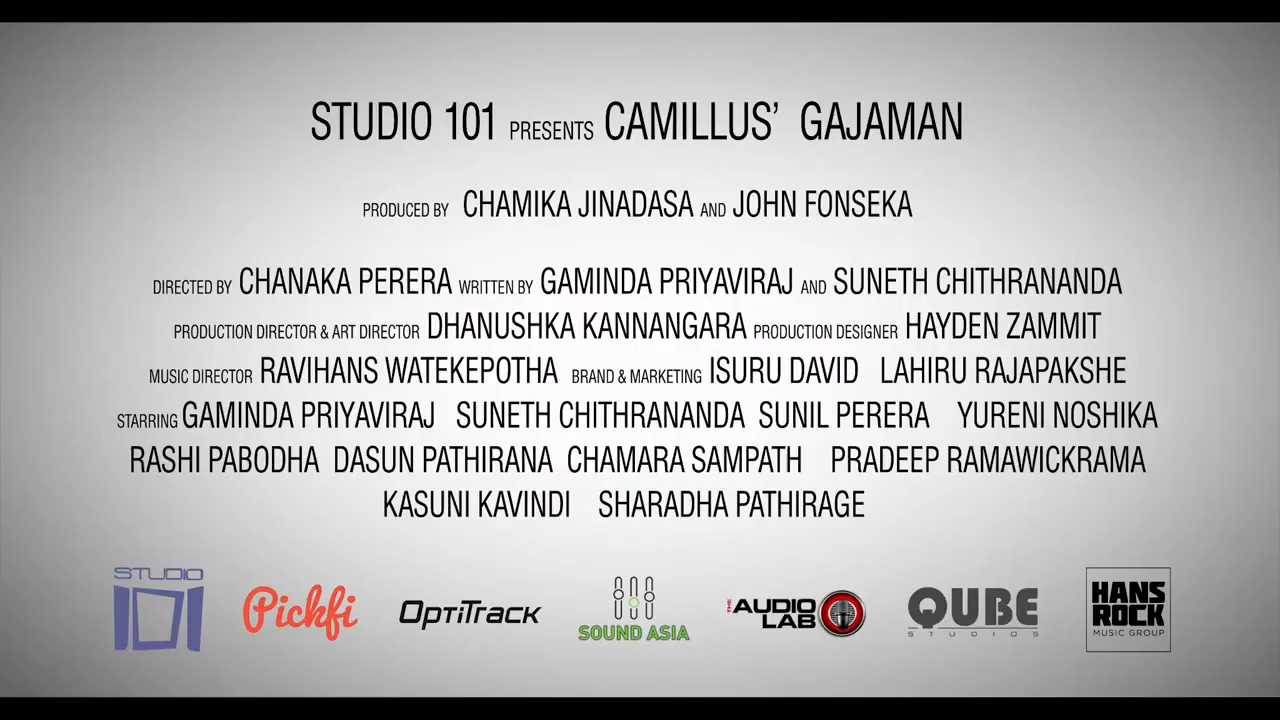 STUDIO 101 PRESENTS CAMILLUS' GAJAMAN
PRODUCED BY CHAMIKA JINADASA AND JOHN FONSEKA
DIRECTED BY CHANAKA PERERA WRITTEN BY GAMINDA PRIYAVIRAJ AND SUNETH CHITHRANANDA
PRODUCTION DIRECTOR & ART DIRECTOR DHANUSHKA KANNANGARA PRODUCTION DESIGNER HAYDEN ZAMMIT
MUSIC DIRECTOR RAVIHANS WATEKEPOTHA BRAND & MARKETING ISURU DAVID LAHIRU RAJAPAKSHE
STARRING GAMINDA PRIYAVIRAJ SUNETH CHITHRANANDA SUNIL PERERA YURENI NOSHIKA
RASHI PABODHA DASUN PATHIRANA CHAMARA SAMPATH PRADEEP RAMAWICKRAMA
KASUNI KAVINDI SHARADHA PATHIRAGE
STUDIO
101
Pickfi
OPTITRACK
SOUND ASIA
THE AUDIO
LAB
QUBE
STUDIOS
HANS
ROCK
MUSIC GROUP